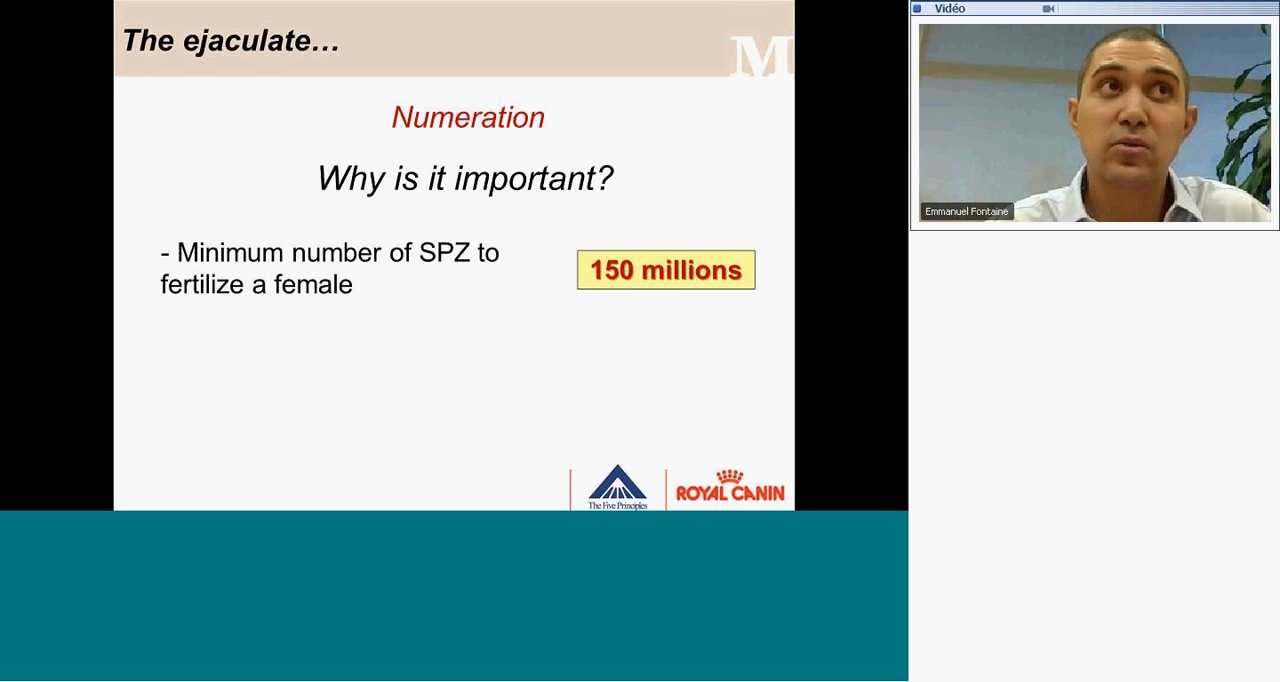 The ejaculate…
M
Numeration
Why is it important?
- Minimum number of SPZ to
fertilize a female
150 millions
The Five Principles
ROYAL CANIN
Vidéo
Emmanuel Fontaine